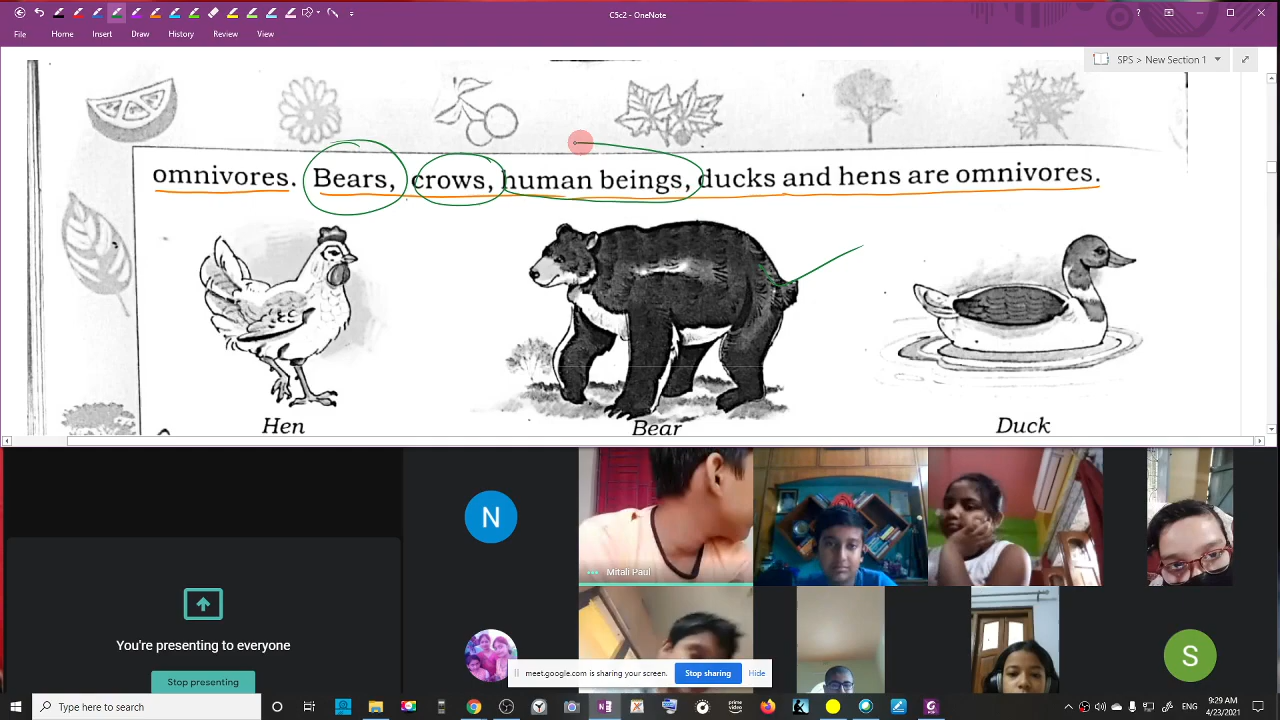 C5c2 - OneNote
File Home Insert Draw History Review View
SPS > New Section 1
omnivores. Bears, crows, human beings, ducks and hens are omnivores.
Hen Bear Duck
N
Mitali Paul
You're presenting to everyone
Stop presenting
S
meet.google.com is sharing your screen. Stop sharing Hide
Type here to search
prime video
ENG
9:29 AM
4/23/2021